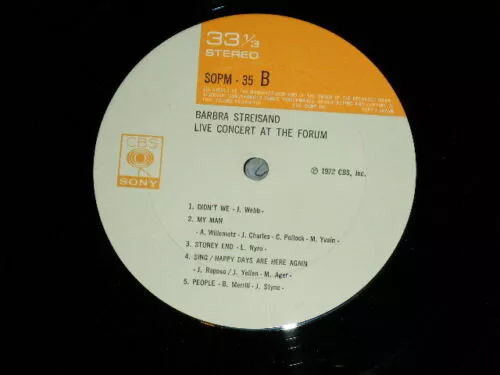 33 1/3
STEREO
SOPM - 35 B
BARBRA STREISAND
LIVE CONCERT AT THE FORUM
CBS
SONY
Ⓟ 1972 CBS, Inc.
1. DIDN'T WE - J. Webb -
2. MY MAN
- A. Willemetz - J. Charles - C. Pollock - M. Yvain -
3. STONEY END - L. Nyro -
4. SING / HAPPY DAYS ARE HERE AGAIN
- J. Raposo / J. Yellen - M. Ager -
5. PEOPLE - B. Merrill - J. Styne -